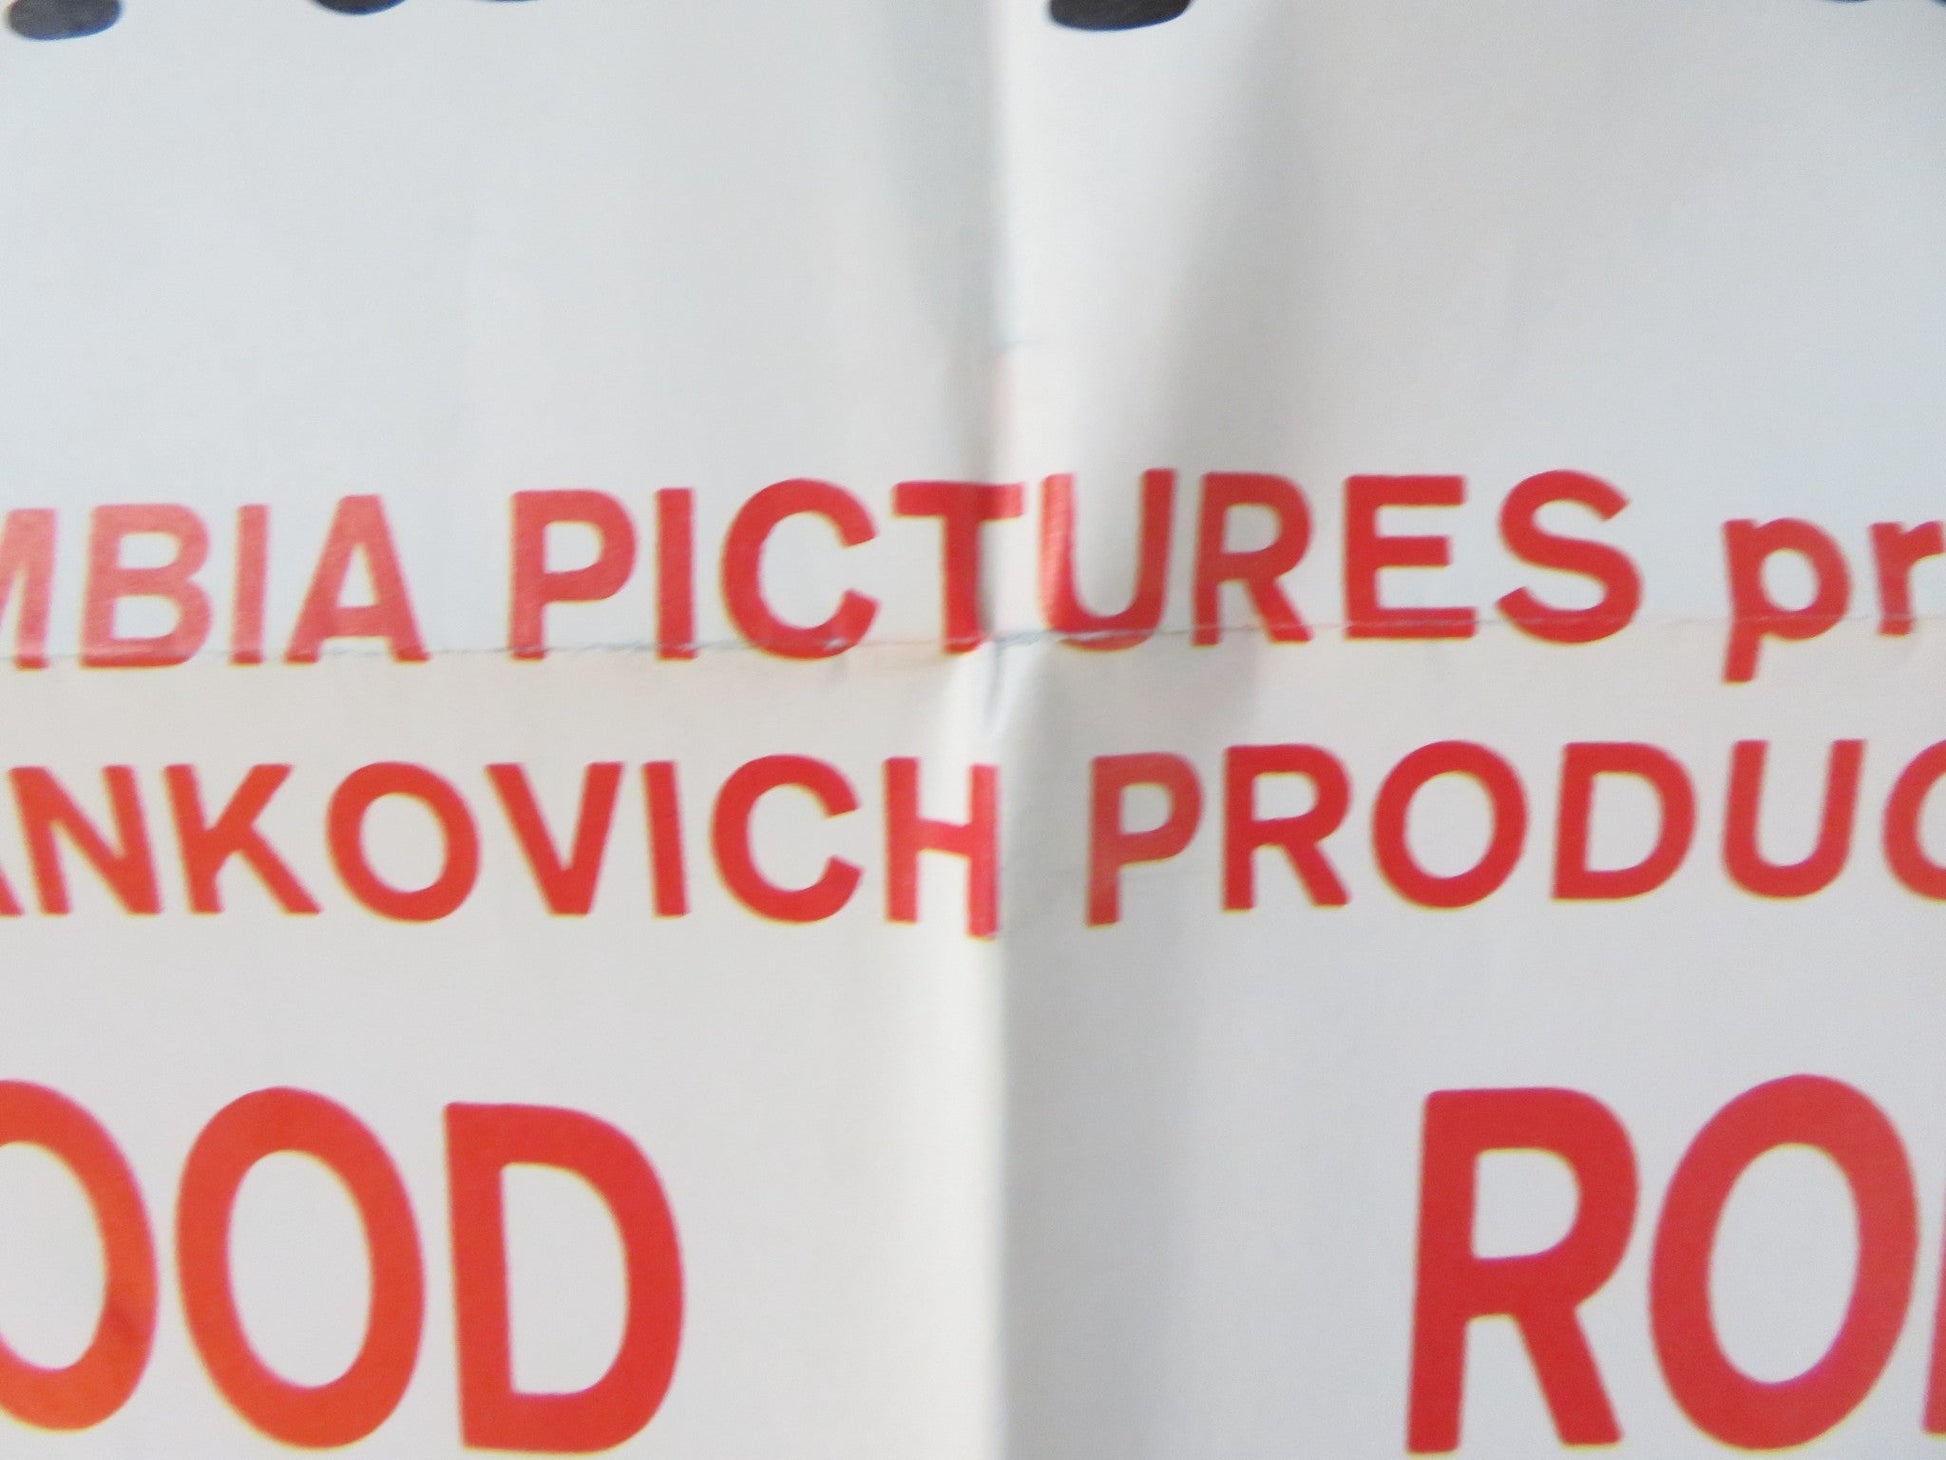 MBIA PICTURES pr
ANKOVICH PRODUC
OOD RO